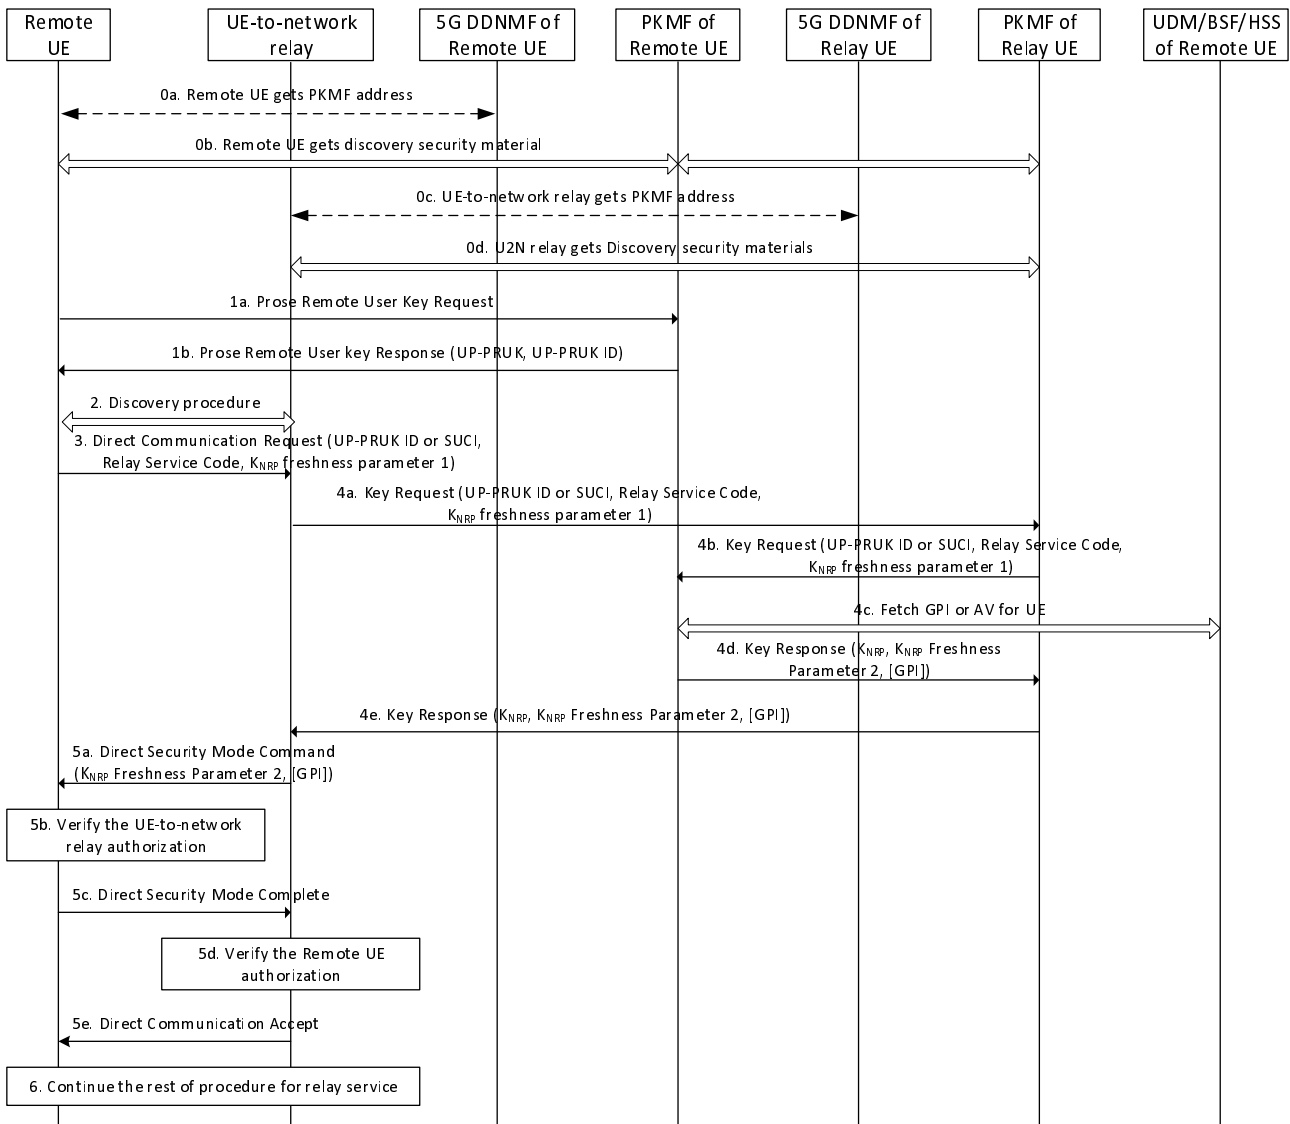 Remote
UE
UE-to-network
relay
5G DDNMF of
Remote UE
PKMF of
Remote UE
5G DDNMF of
Relay UE
PKMF of
Relay UE
UDM/BSF/HSS
of Remote UE
0a. Remote UE gets PKMF address
0b. Remote UE gets discovery security material
0c. UE-to-network relay gets PKMF address
0d. U2N relay gets Discovery security materials
1a. Prose Remote User Key Request
1b. Prose Remote User key Response (UP-PRUK, UP-PRUK ID)
2. Discovery procedure
3. Direct Communication Request (UP-PRUK ID or SUCI,
Relay Service Code, KNRP freshness parameter 1)
4a. Key Request (UP-PRUK ID or SUCI, Relay Service Code,
KNRP freshness parameter 1)
4b. Key Request (UP-PRUK ID or SUCI, Relay Service Code,
KNRP freshness parameter 1)
4c. Fetch GPI or AV for UE
4d. Key Response (KNRP, KNRP Freshness
Parameter 2, [GPI])
4e. Key Response (KNRP, KNRP Freshness Parameter 2, [GPI])
5a. Direct Security Mode Command
(KNRP Freshness Parameter 2, [GPI])
5b. Verify the UE-to-network
relay authorization
5c. Direct Security Mode Complete
5d. Verify the Remote UE
authorization
5e. Direct Communication Accept
6. Continue the rest of procedure for relay service